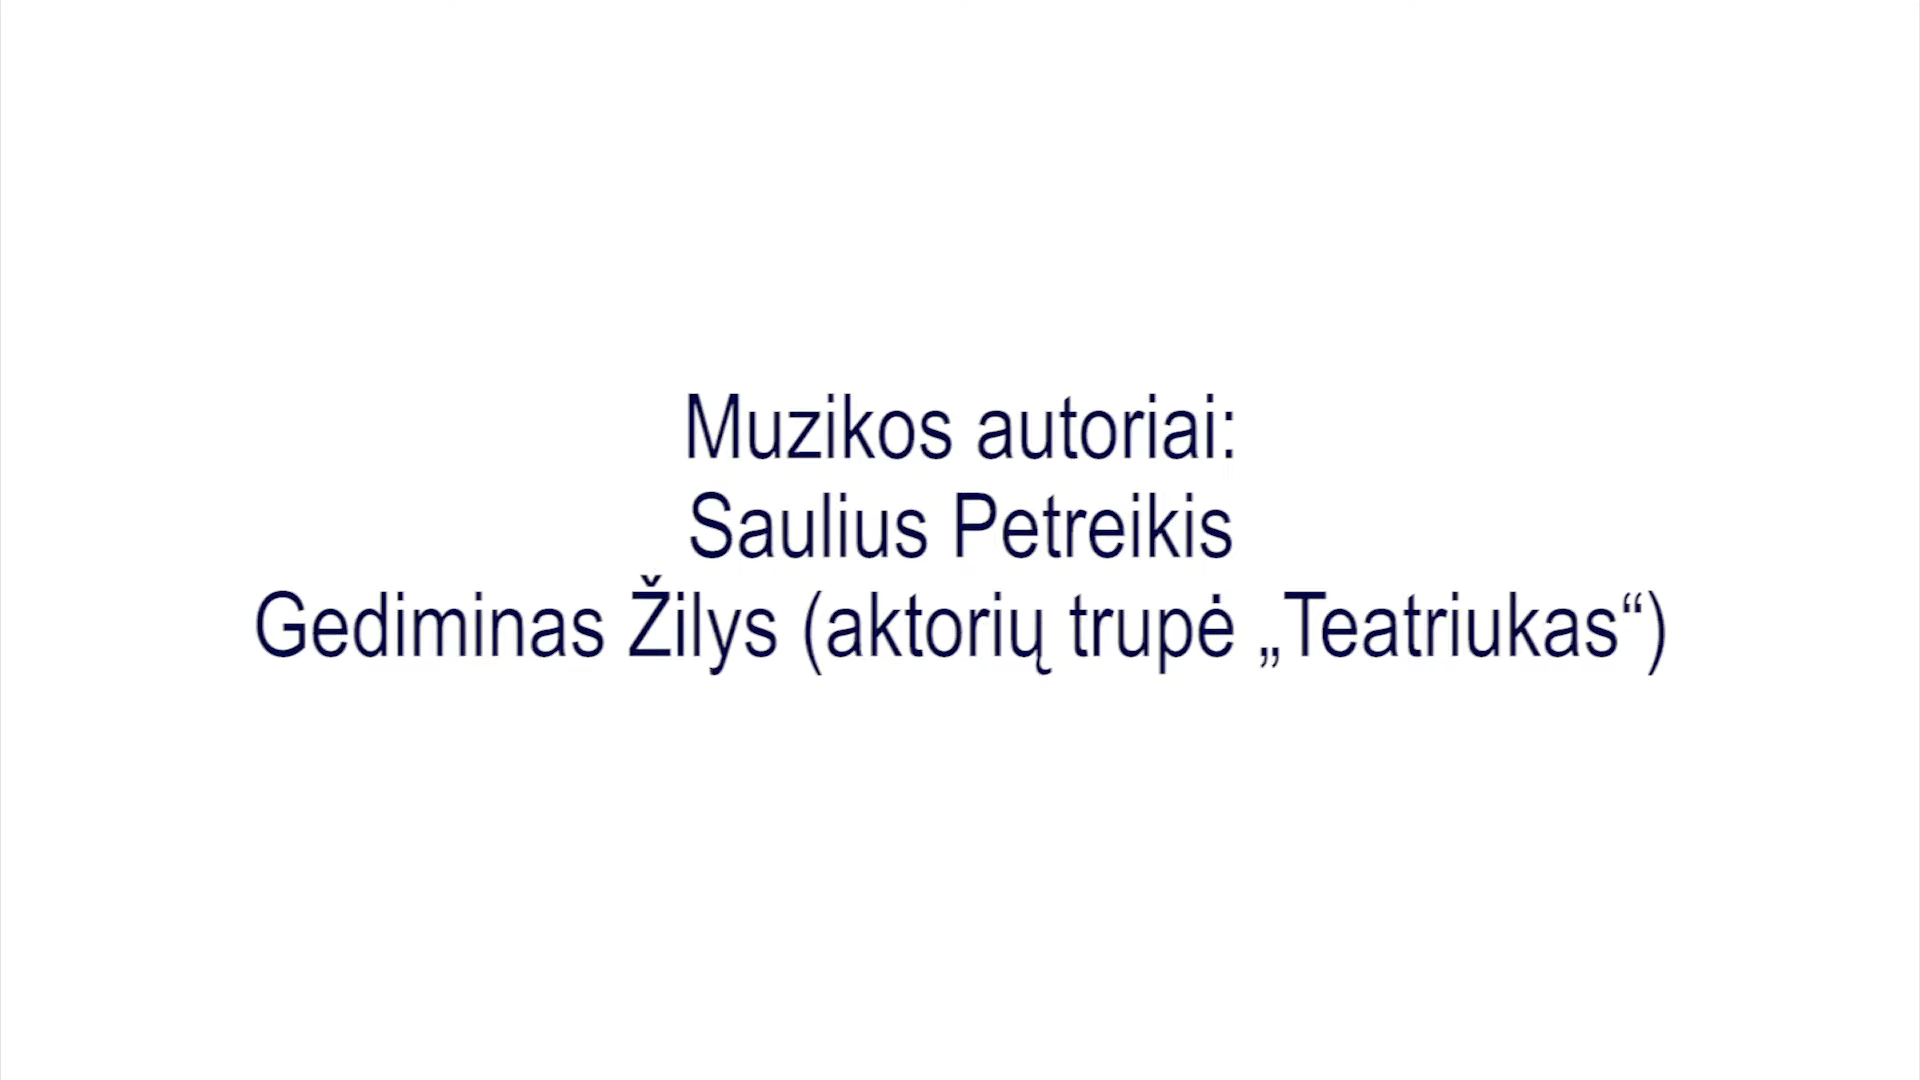 Muzikos autoriai:
Saulius Petreikis
Gediminas Žilys (aktorių trupė „Teatriukas“)